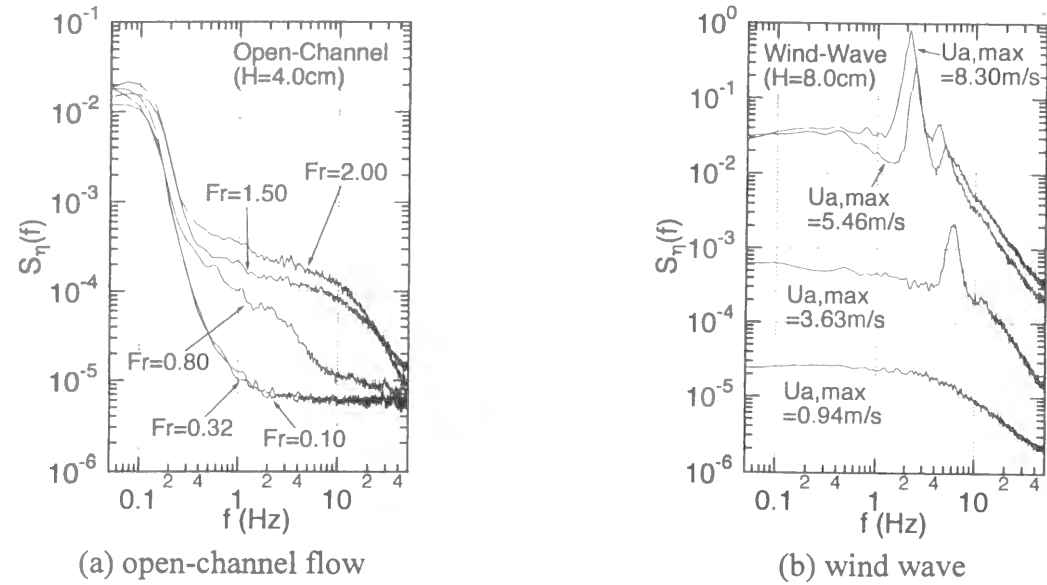 10⁻¹
10⁻²
10⁻³
10⁻⁴
10⁻⁵
10⁻⁶
Sη(f)
Open-Channel
(H=4.0cm)
Fr=2.00
Fr=1.50
Fr=0.80
Fr=0.32
Fr=0.10
0.1 2 4 1 2 4 10 2 4
f (Hz)
(a) open-channel flow
10⁰
10⁻¹
10⁻²
10⁻³
10⁻⁴
10⁻⁵
10⁻⁶
Sη(f)
Wind-Wave
(H=8.0cm)
Ua,max
=8.30m/s
Ua,max
=5.46m/s
Ua,max
=3.63m/s
Ua,max
=0.94m/s
0.1 2 4 1 2 4 10 2 4
f (Hz)
(b) wind wave